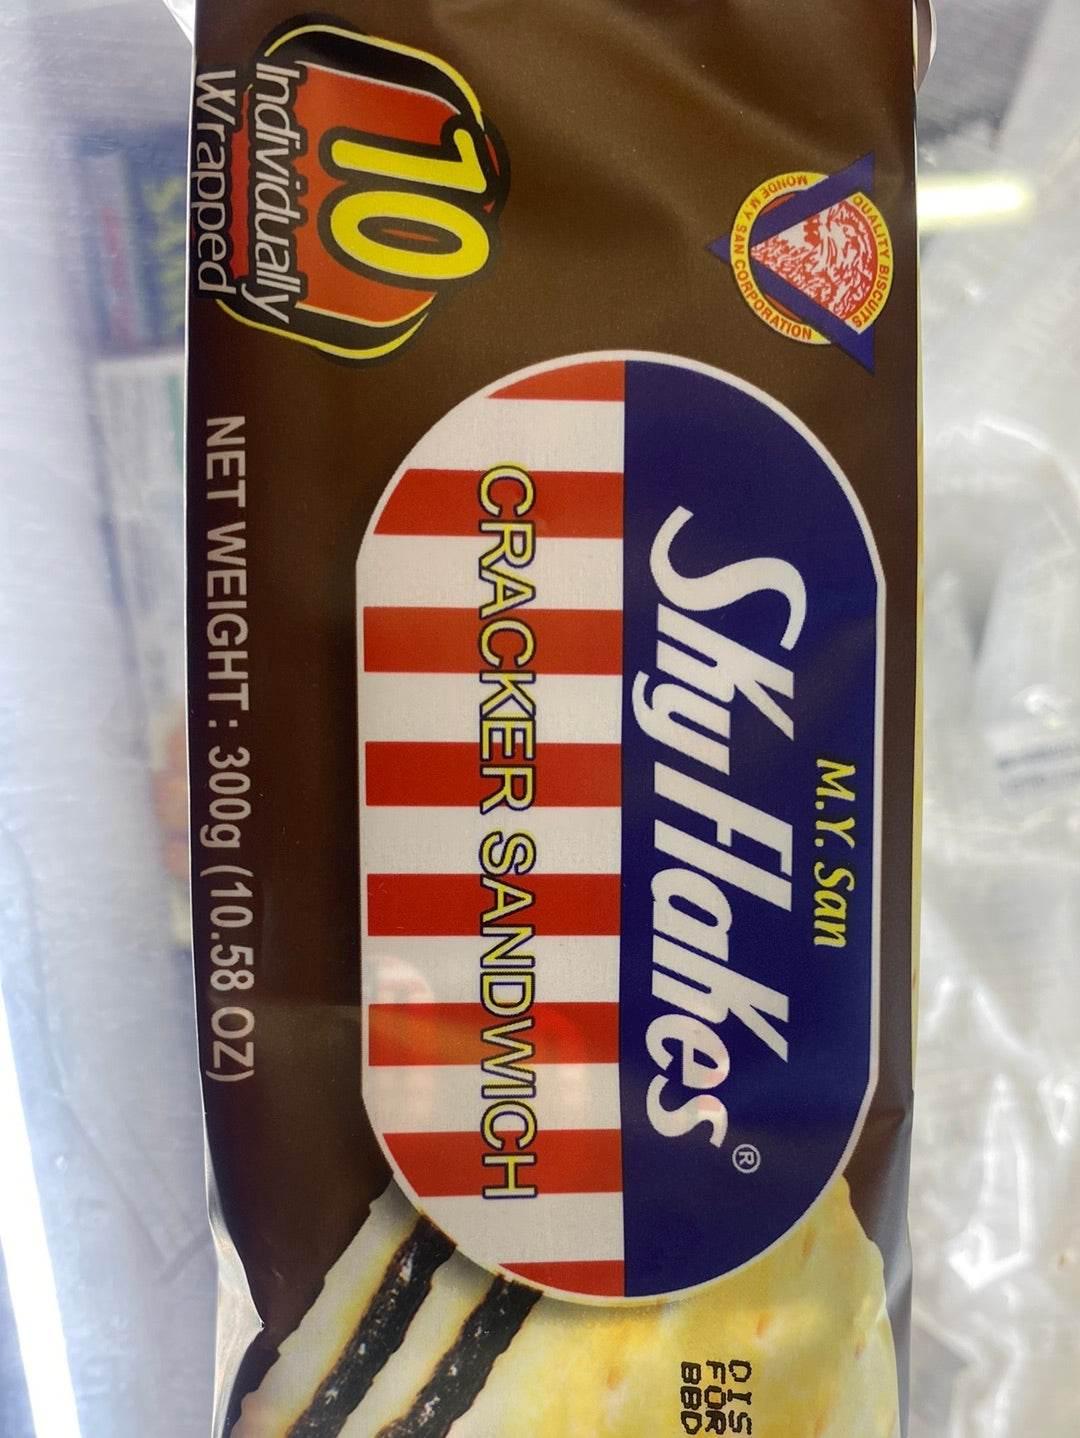 QUALITY BISCUITS
MONDE MY SAN CORPORATION
M.Y. San
SkyFlakes®
CRACKER SANDWICH
10
Individually
Wrapped
NET WEIGHT: 300g (10.58 OZ)
DIS
FOR
BBD